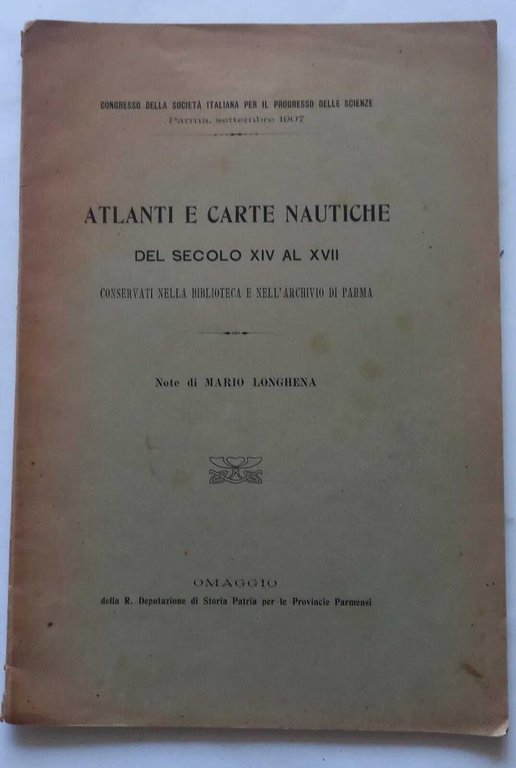 CONGRESSO DELLA SOCIETÀ ITALIANA PER IL PROGRESSO DELLE SCIENZE
Parma, settembre 1907
ATLANTI E CARTE NAUTICHE
DEL SECOLO XIV AL XVII
CONSERVATI NELLA BIBLIOTECA E NELL'ARCHIVIO DI PARMA
Note di MARIO LONGHENA
OMAGGIO
della R. Deputazione di Storia Patria per le Provincie Parmensi